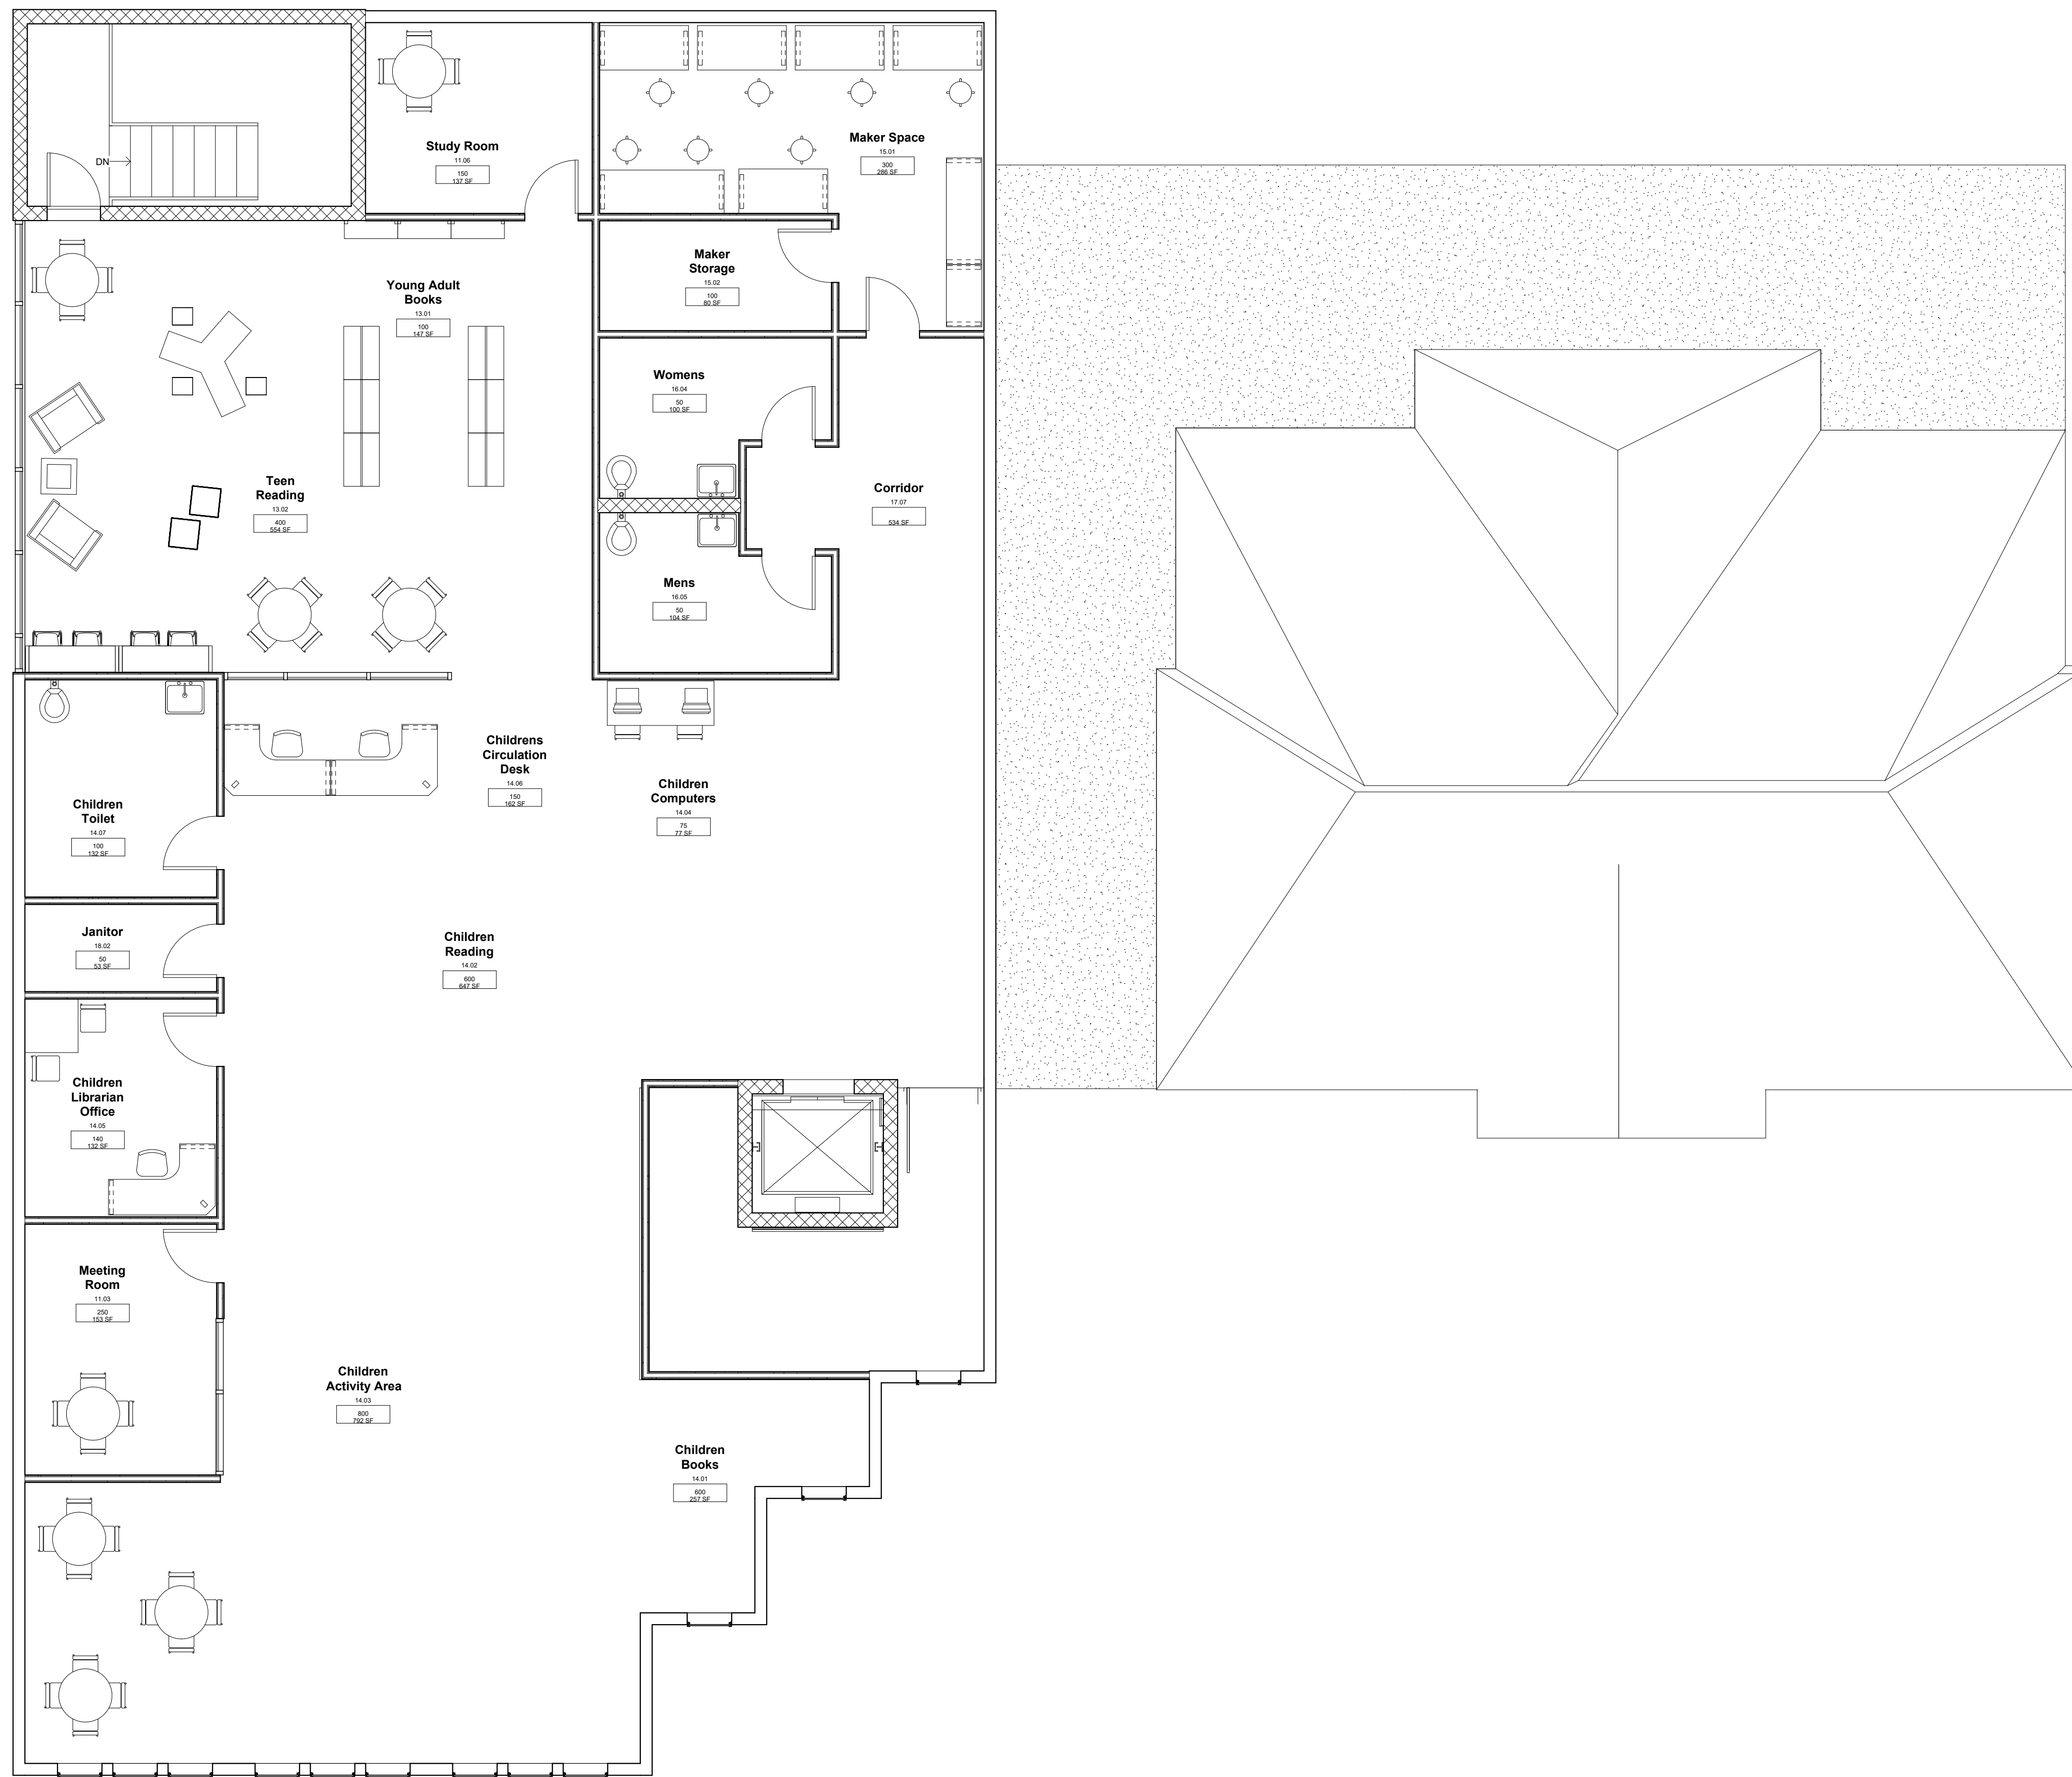 DN
Study Room
11.06
150
137 SF
Maker Space
15.01
300
286 SF
Maker
Storage
15.02
100
80 SF
Young Adult
Books
13.01
100
147 SF
Womens
16.04
50
100 SF
Teen
Reading
13.02
400
554 SF
Corridor
17.07
534 SF
Mens
16.05
50
104 SF
Childrens
Circulation
Desk
14.06
150
162 SF
Children
Computers
14.04
75
77 SF
Children
Toilet
14.07
100
132 SF
Janitor
18.02
50
53 SF
Children
Reading
14.02
600
647 SF
Children
Librarian
Office
14.05
140
132 SF
Meeting
Room
11.03
250
153 SF
Children
Activity Area
14.03
800
792 SF
Children
Books
14.01
600
257 SF